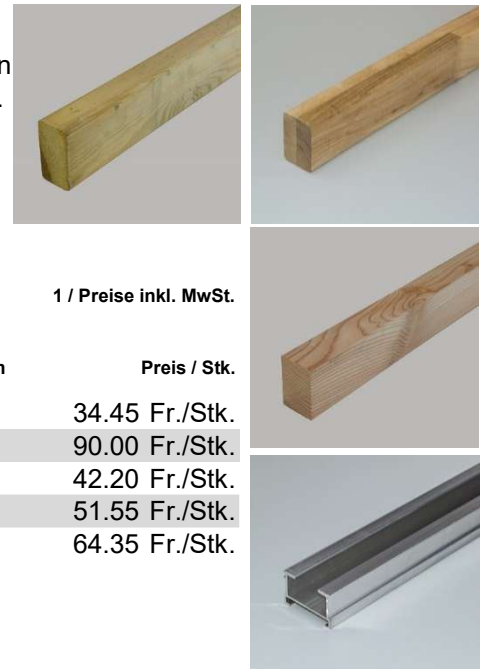 1 / Preise inkl. MwSt.
Preis / Stk.
34.45 Fr./Stk.
90.00 Fr./Stk.
42.20 Fr./Stk.
51.55 Fr./Stk.
64.35 Fr./Stk.